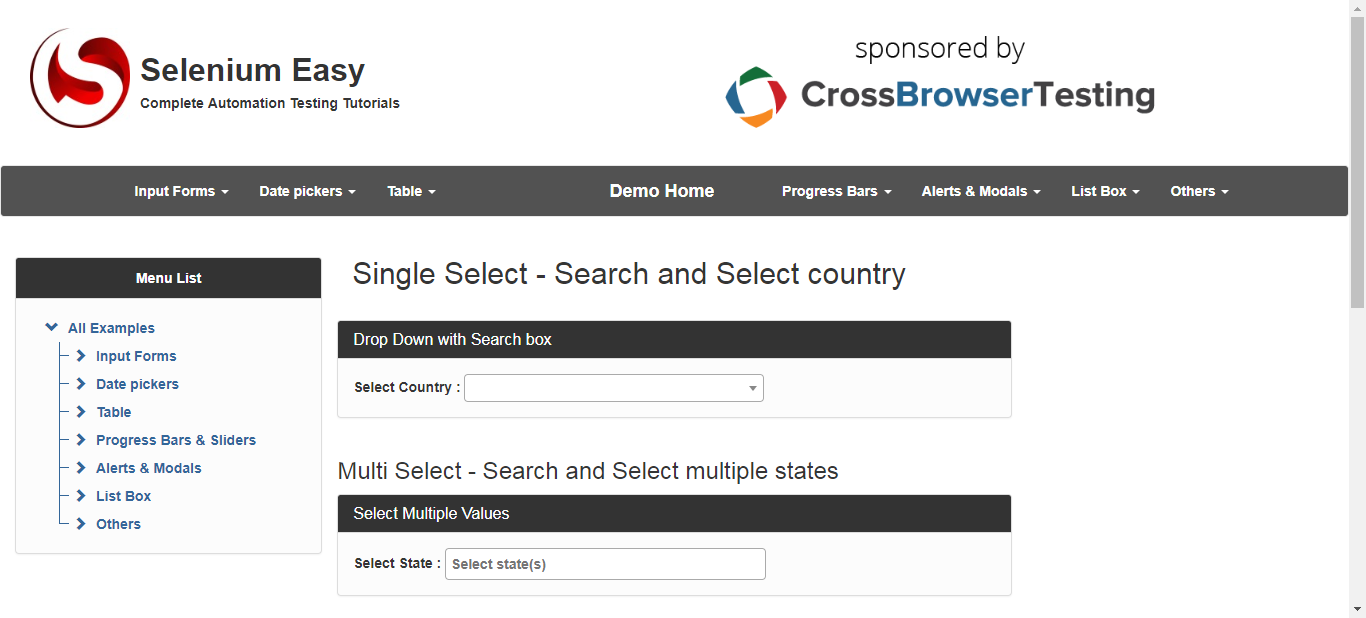 Selenium Easy
Complete Automation Testing Tutorials
sponsored by
CrossBrowserTesting
Input Forms Date pickers Table Demo Home Progress Bars Alerts & Modals List Box Others
Menu List
All Examples
Input Forms
Date pickers
Table
Progress Bars & Sliders
Alerts & Modals
List Box
Others
Single Select - Search and Select country
Drop Down with Search box
Select Country :
Multi Select - Search and Select multiple states
Select Multiple Values
Select State : Select state(s)